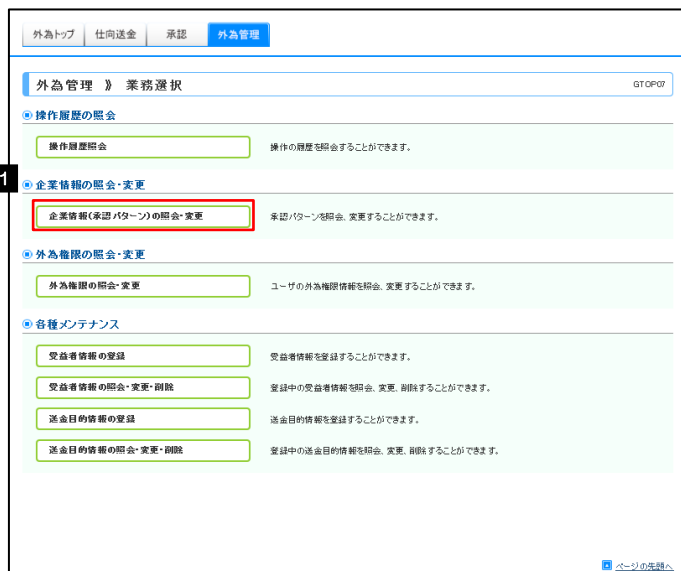 外為トップ 仕向送金 承認 外為管理
外為管理 》 業務選択 GTOP07
操作履歴の照会
操作履歴照会 操作の履歴を照会することができます。
1
企業情報の照会・変更
企業情報(承認パターン)の照会・変更 承認パターンを照会、変更することができます。
外為権限の照会・変更
外為権限の照会・変更 ユーザの外為権限情報を照会、変更することができます。
各種メンテナンス
受益者情報の登録 受益者情報を登録することができます。
受益者情報の照会・変更・削除 登録中の受益者情報を照会、変更、削除することができます。
送金目的情報の登録 送金目的情報を登録することができます。
送金目的情報の照会・変更・削除 登録中の送金目的情報を照会、変更、削除することができます。
ページの先頭へ